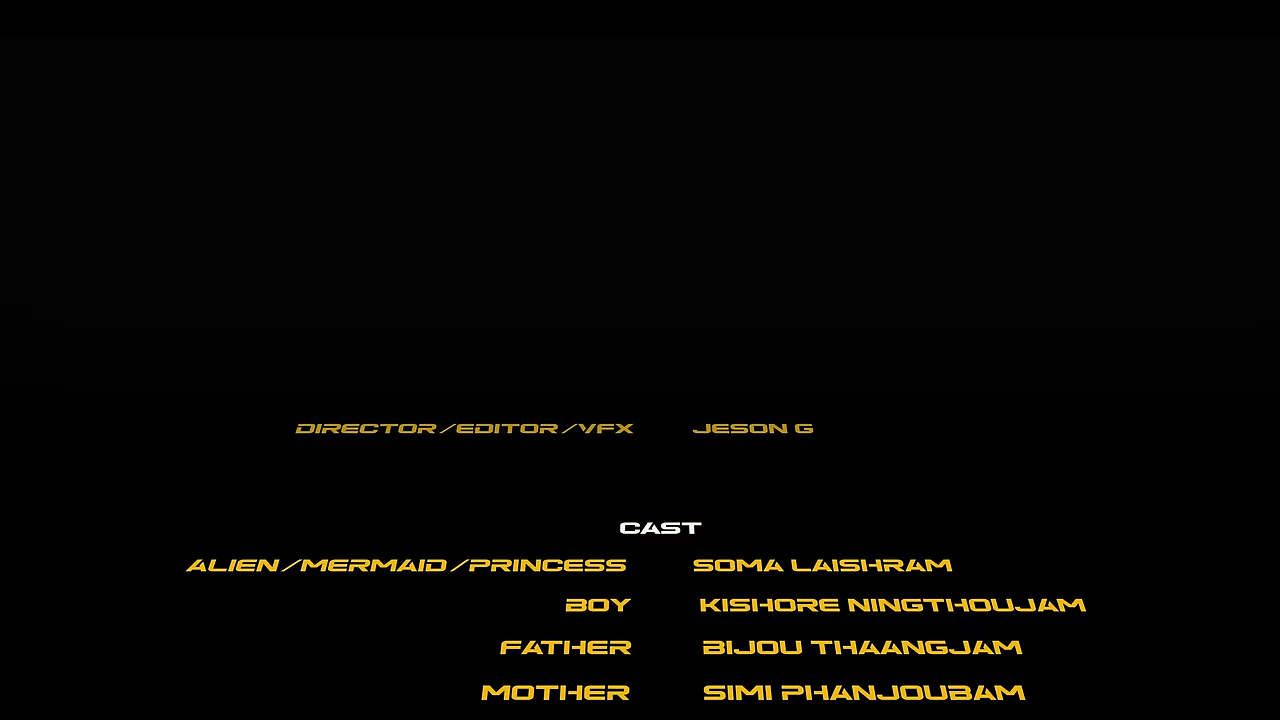 DIRECTOR/EDITOR/VFX JESON G
CAST
ALIEN/MERMAID/PRINCESS SOMA LAISHRAM
BOY KISHORE NINGTHOUJAM
FATHER BIJOU THAANGJAM
MOTHER SIMI PHANJOUBAM